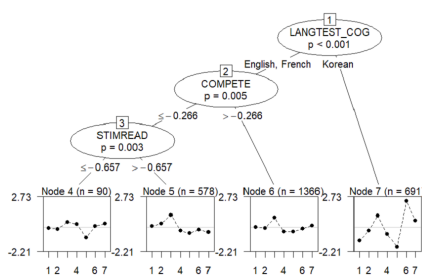 1
LANGTEST_COG
p < 0.001
English, French Korean
2
COMPETE
p = 0.005
≤ −0.266 > −0.266
3
STIMREAD
p = 0.003
≤ −0.657 > −0.657
Node 4 (n = 90) Node 5 (n = 578) Node 6 (n = 1366) Node 7 (n = 691)
2.73 2.73 2.73 2.73
-2.21 -2.21 -2.21 -2.21
1 2 4 6 7 1 2 4 6 7 1 2 4 6 7 1 2 4 6 7